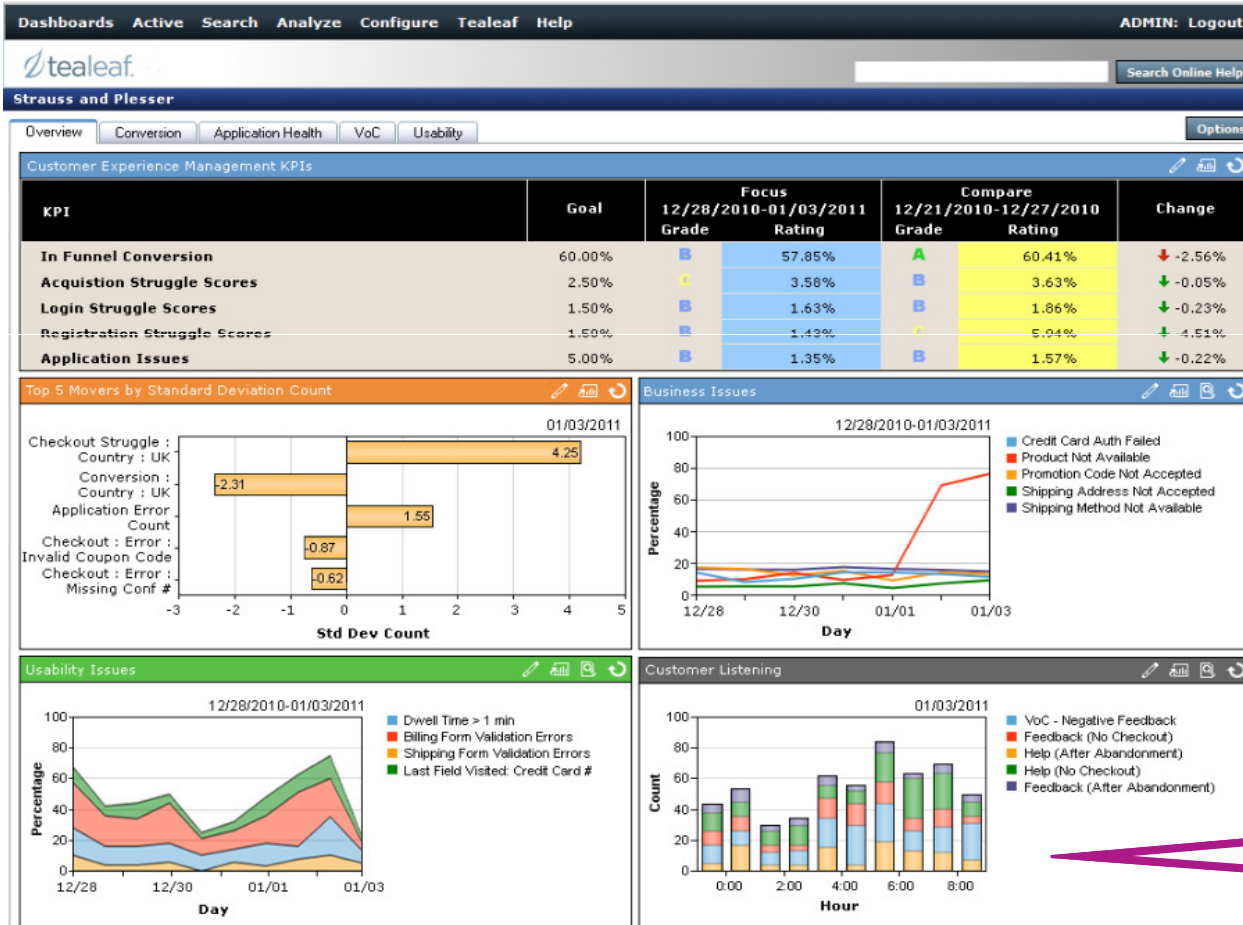 Dashboards Active Search Analyze Configure Tealeaf Help ADMIN: Logout
tealeaf.
Search Online Help
Strauss and Plesser
Overview Conversion Application Health VoC Usability Options
Customer Experience Management KPIs
KPI Goal Focus Compare Change
12/28/2010-01/03/2011 12/21/2010-12/27/2010
Grade Rating Grade Rating
In Funnel Conversion 60.00% B 57.85% A 60.41% -2.56%
Acquistion Struggle Scores 2.50% C 3.58% B 3.63% -0.05%
Login Struggle Scores 1.50% B 1.63% B 1.86% -0.23%
Registration Struggle Scores 1.50% B 1.43% C 5.94% -4.51%
Application Issues 5.00% B 1.35% B 1.57% -0.22%
Top 5 Movers by Standard Deviation Count
01/03/2011
Checkout Struggle :
Country : UK
4.25
Conversion :
Country : UK
-2.31
Application Error
Count
1.55
Checkout : Error :
Invalid Coupon Code
-0.87
Checkout : Error :
Missing Conf #
-0.62
-3 -2 -1 0 1 2 3 4 5
Std Dev Count
Business Issues
12/28/2010-01/03/2011
100
80
60
40
20
0
Percentage
12/28 12/30 01/01 01/03
Day
Credit Card Auth Failed
Product Not Available
Promotion Code Not Accepted
Shipping Address Not Accepted
Shipping Method Not Available
Usability Issues
12/28/2010-01/03/2011
100
80
60
40
20
0
Percentage
12/28 12/30 01/01 01/03
Day
Dwell Time > 1 min
Billing Form Validation Errors
Shipping Form Validation Errors
Last Field Visited: Credit Card #
Customer Listening
01/03/2011
100
80
60
40
20
0
Count
0:00 2:00 4:00 6:00 8:00
Hour
VoC - Negative Feedback
Feedback (No Checkout)
Help (After Abandonment)
Help (No Checkout)
Feedback (After Abandonment)